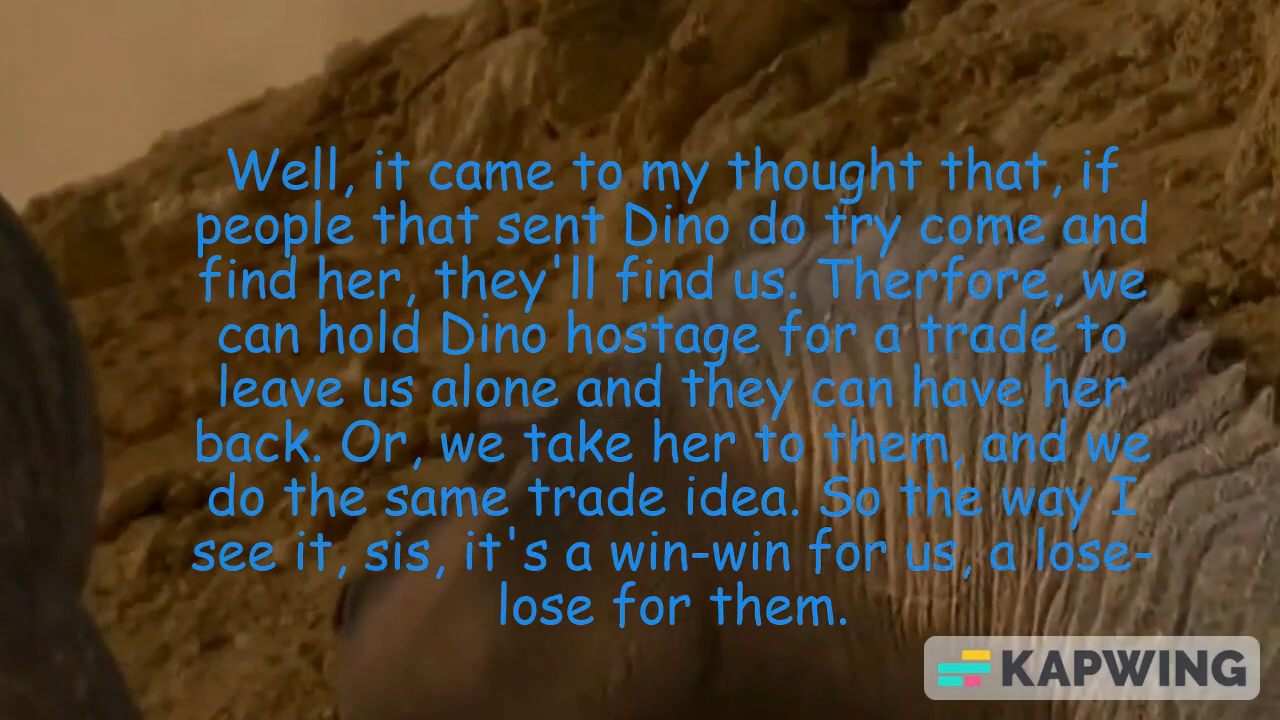 Well, it came to my thought that, if
people that sent Dino do try come and
find her, they'll find us. Therfore, we
can hold Dino hostage for a trade to
leave us alone and they can have her
back. Or, we take her to them, and we
do the same trade idea. So the way I
see it, sis, it's a win-win for us, a lose-
lose for them.
KAPWING